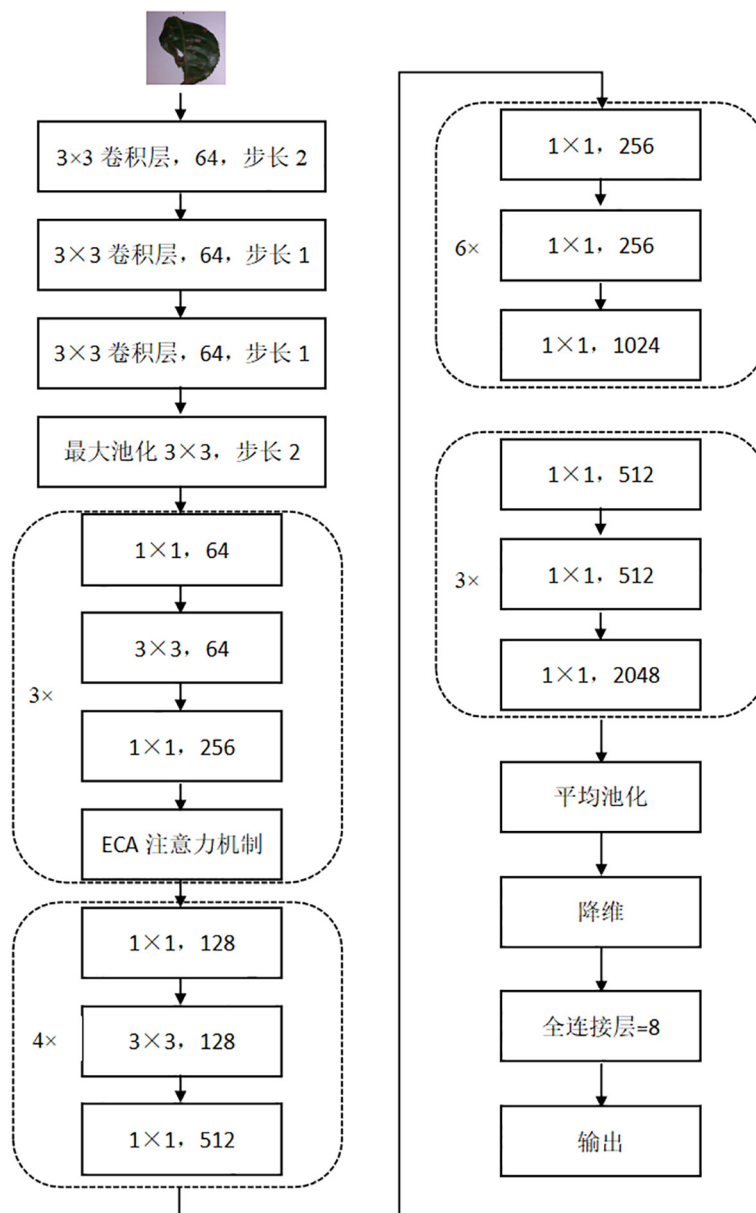 3×3 卷积层，64，步长 2
3×3 卷积层，64，步长 1
3×3 卷积层，64，步长 1
最大池化 3×3，步长 2
3×
1×1，64
3×3，64
1×1，256
ECA 注意力机制
4×
1×1，128
3×3，128
1×1，512
6×
1×1，256
1×1，256
1×1，1024
3×
1×1，512
1×1，512
1×1，2048
平均池化
降维
全连接层=8
输出